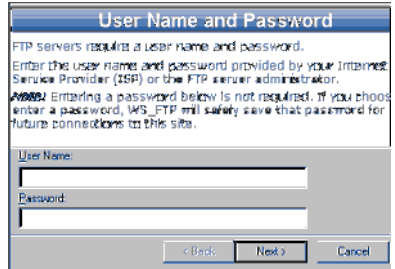 User Name and Password
FTP servers require a user name and password.
Enter the user name and password provided by your Internet
Service Provider (ISP) or the FTP server administrator.
Note: Entering a password below is not required. If you choos
enter a password, WS_FTP will safely save that password for
future connections to this site.
User Name:
Password:
< Back
Next >
Cancel